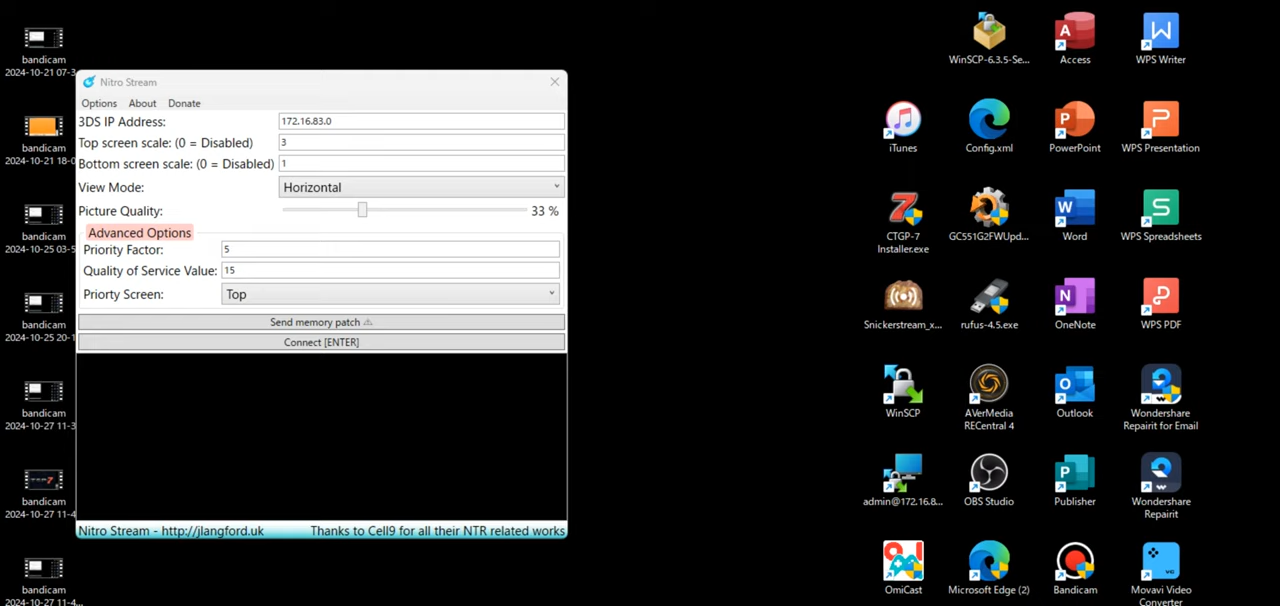 bandicam
2024-10-21 07-3
bandicam
2024-10-21 18-0
bandicam
2024-10-25 03-5
bandicam
2024-10-25 20-1
bandicam
2024-10-27 11-3
bandicam
2024-10-27 11-4
bandicam
2024-10-27 11-4...
Nitro Stream
Options About Donate
3DS IP Address: 172.16.83.0
Top screen scale: (0 = Disabled) 3
Bottom screen scale: (0 = Disabled) 1
View Mode: Horizontal
Picture Quality: 33 %
Advanced Options
Priority Factor: 5
Quality of Service Value: 15
Priorty Screen: Top
Send memory patch ⚠
Connect [ENTER]
Nitro Stream - http://jlangford.uk Thanks to Cell9 for all their NTR related works
WinSCP-6.3.5-Se...
Access
WPS Writer
iTunes
Config.xml
PowerPoint
WPS Presentation
CTGP-7
Installer.exe
GC551G2FWUpd...
Word
WPS Spreadsheets
Snickerstream_x...
rufus-4.5.exe
OneNote
WPS PDF
WinSCP
AVerMedia
RECentral 4
Outlook
Wondershare
Repairit for Email
admin@172.16.8...
OBS Studio
Publisher
Wondershare
Repairit
OmiCast
Microsoft Edge (2)
Bandicam
Movavi Video
Converter